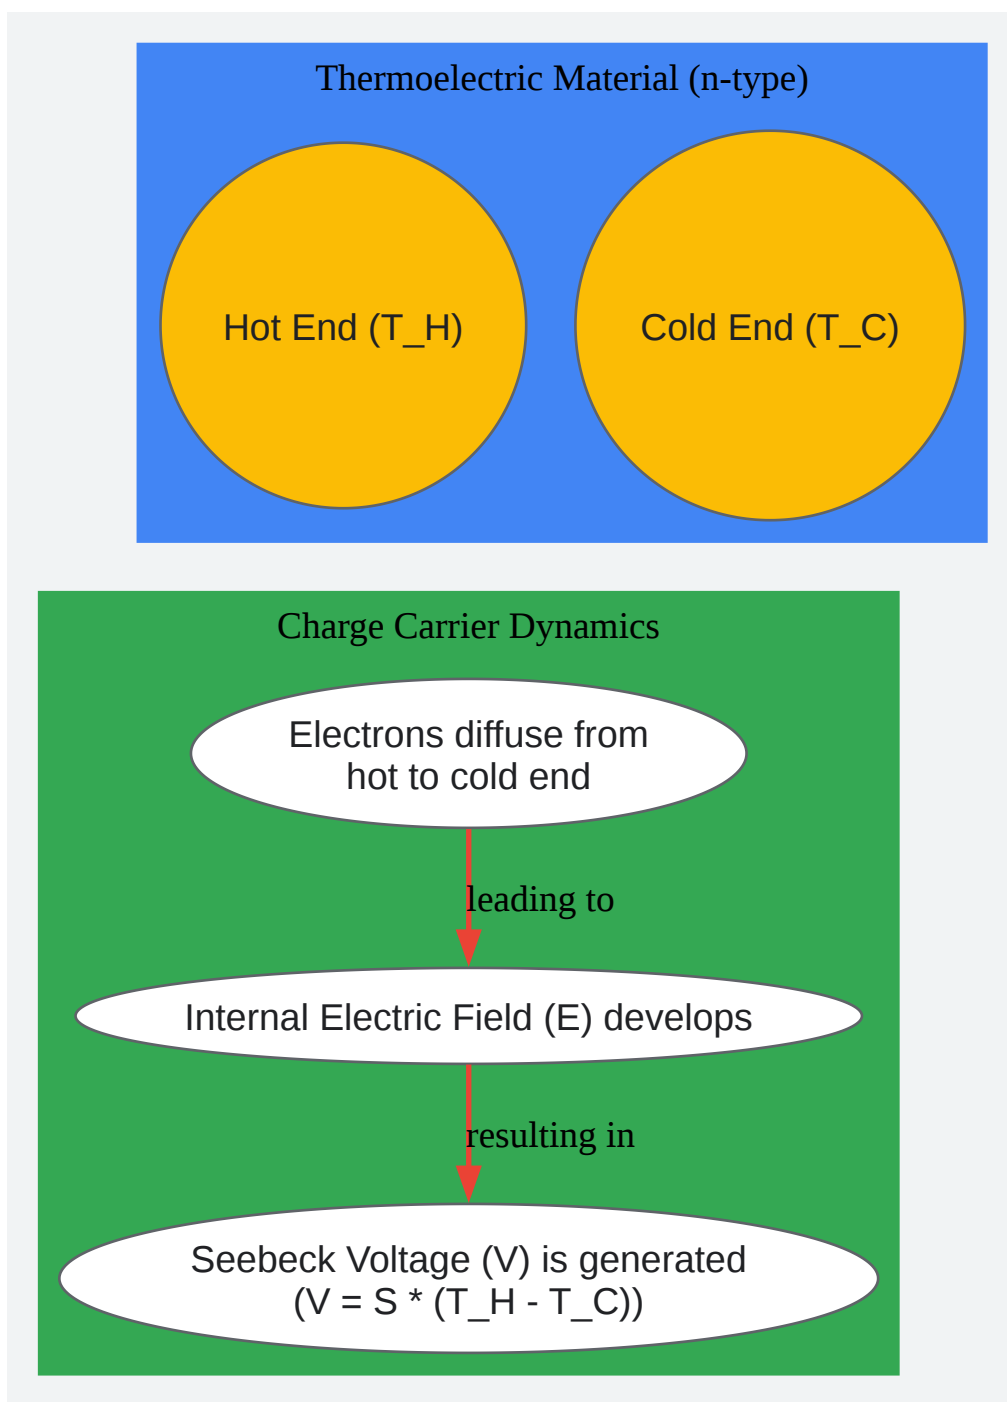 Thermoelectric Material (n-type)
Hot End (T_H)
Cold End (T_C)
Charge Carrier Dynamics
Electrons diffuse from
hot to cold end
leading to
Internal Electric Field (E) develops
resulting in
Seebeck Voltage (V) is generated
(V = S * (T_H - T_C))